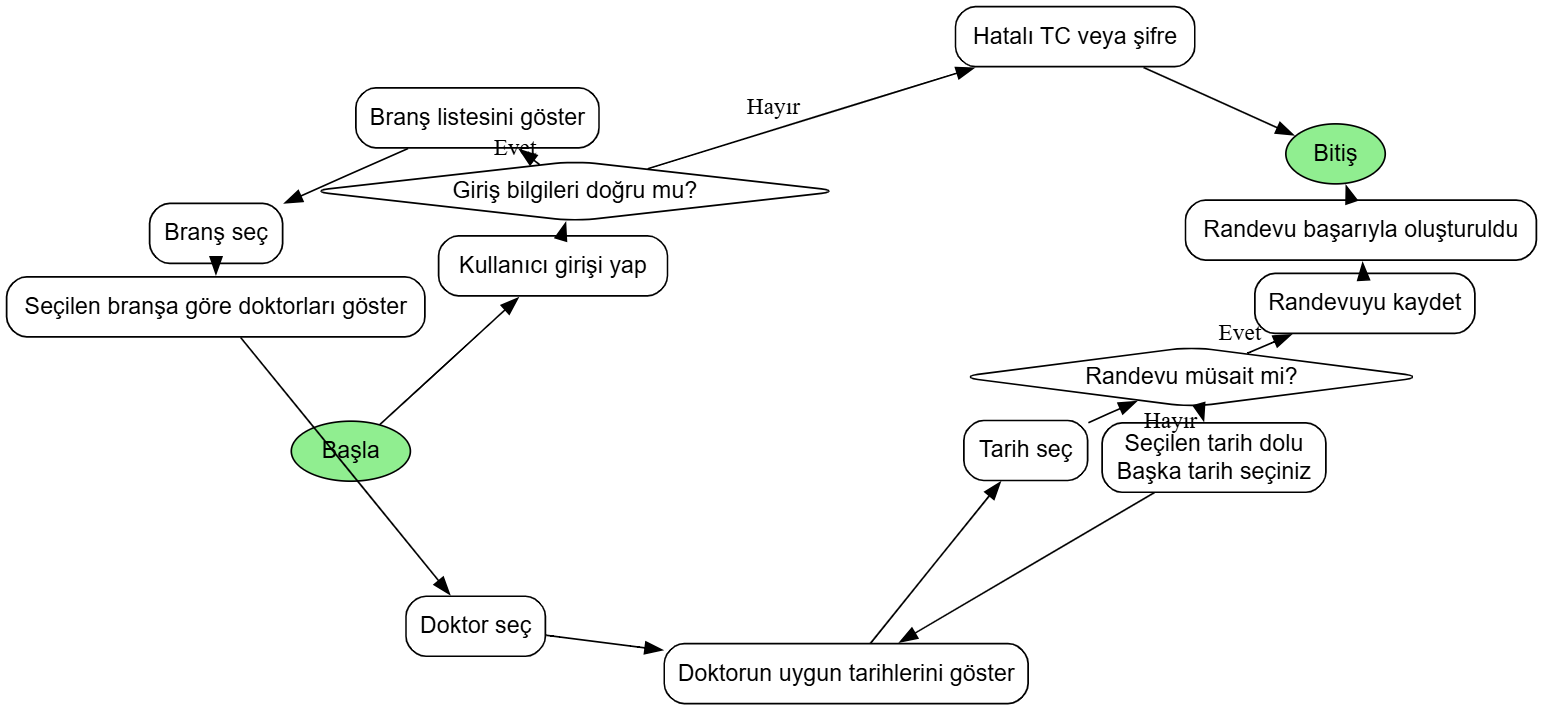 Hatalı TC veya şifre
Hayır
Branş listesini göster
Evet
Bitiş
Giriş bilgileri doğru mu?
Branş seç
Randevu başarıyla oluşturuldu
Kullanıcı girişi yap
Seçilen branşa göre doktorları göster
Randevuyu kaydet
Evet
Randevu müsait mi?
Hayır
Başla
Tarih seç
Seçilen tarih dolu
Başka tarih seçiniz
Doktor seç
Doktorun uygun tarihlerini göster